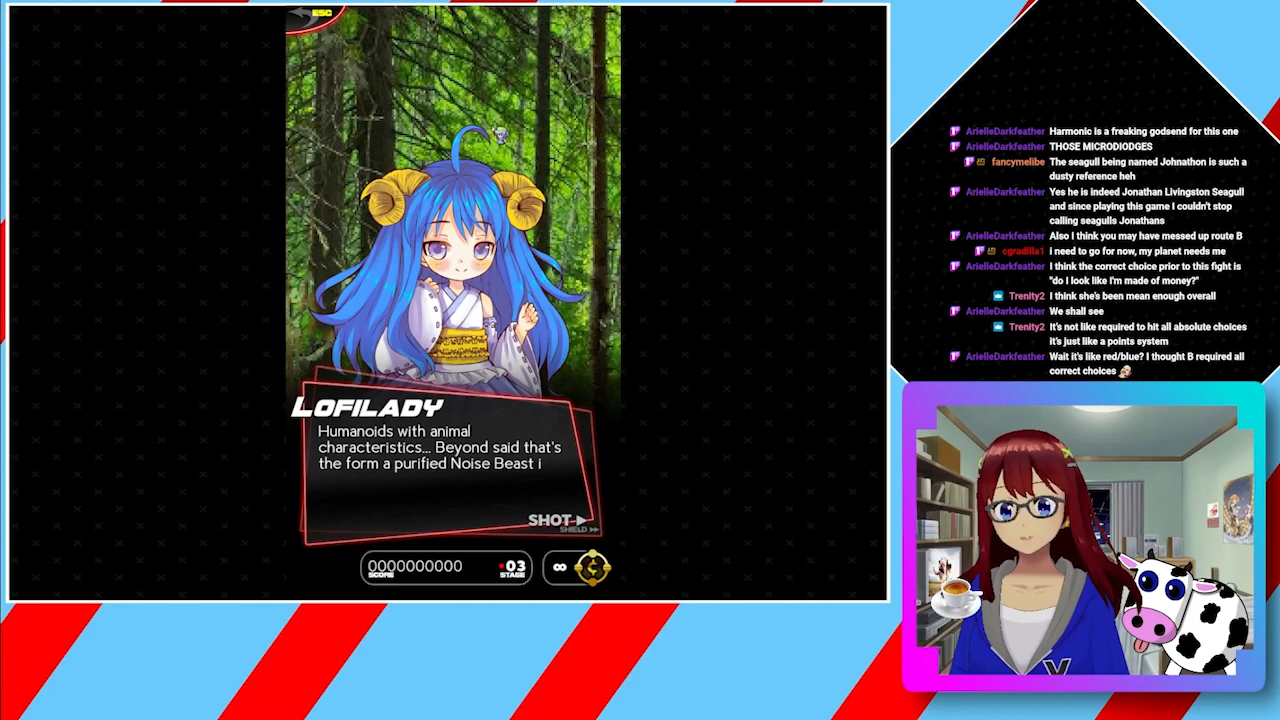 ESC
LOFILADY
Humanoids with animal
characteristics... Beyond said that's
the form a purified Noise Beast i
SHOT
SHIELD
0000000000
SCORE
03
STAGE
∞
ArielleDarkfeather Harmonic is a freaking godsend for this one
ArielleDarkfeather THOSE MICRODIODGES
fancymelibe The seagull being named Johnathon is such a
dusty reference heh
ArielleDarkfeather Yes he is indeed Jonathan Livingston Seagull
and since playing this game I couldn't stop
calling seagulls Jonathans
ArielleDarkfeather Also I think you may have messed up route B
cgradilla1 i need to go for now, my planet needs me
ArielleDarkfeather I think the correct choice prior to this fight is
"do I look like I'm made of money?"
Trenity2 I think she's been mean enough overall
ArielleDarkfeather We shall see
Trenity2 It's not like required to hit all absolute choices
It's just like a points system
ArielleDarkfeather Wait it's like red/blue? I thought B required all
correct choices
V